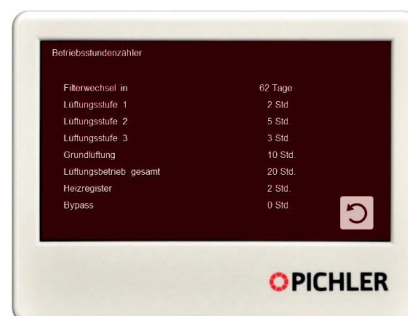 Betriebsstundenzähler
Filterwechsel in 62 Tage
Lüftungsstufe 1 2 Std.
Lüftungsstufe 2 5 Std.
Lüftungsstufe 3 3 Std.
Grundlüftung 10 Std.
Lüftungsbetrieb gesamt 20 Std.
Heizregister 2 Std.
Bypass 0 Std.
PICHLER